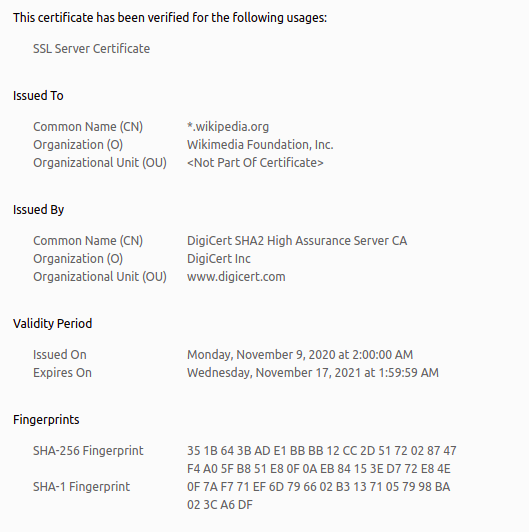 This certificate has been verified for the following usages:
SSL Server Certificate
Issued To
Common Name (CN) *.wikipedia.org
Organization (O) Wikimedia Foundation, Inc.
Organizational Unit (OU) <Not Part Of Certificate>
Issued By
Common Name (CN) DigiCert SHA2 High Assurance Server CA
Organization (O) DigiCert Inc
Organizational Unit (OU) www.digicert.com
Validity Period
Issued On Monday, November 9, 2020 at 2:00:00 AM
Expires On Wednesday, November 17, 2021 at 1:59:59 AM
Fingerprints
SHA-256 Fingerprint 35 1B 64 3B AD E1 BB BB 12 CC 2D 51 72 02 87 47
F4 A0 5F B8 51 E8 0F 0A EB 84 15 3E D7 72 E8 4E
SHA-1 Fingerprint 0F 7A F7 71 EF 6D 79 66 02 B3 13 71 05 79 98 BA
02 3C A6 DF